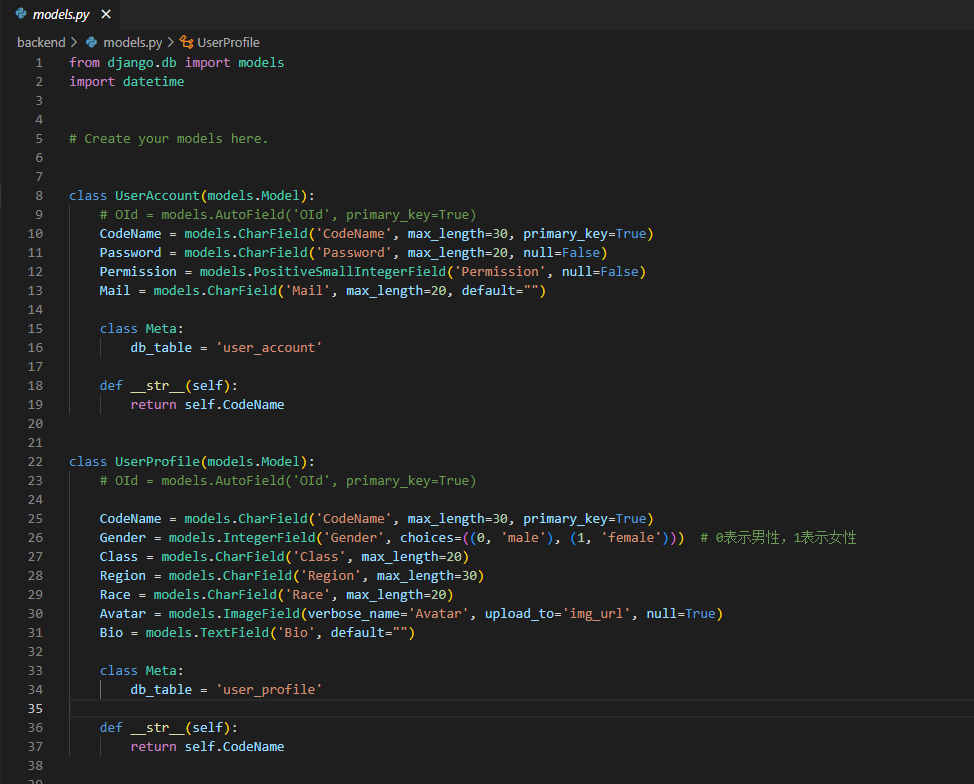 models.py
backend > models.py > UserProfile
1 from django.db import models
2 import datetime
3
4
5 # Create your models here.
6
7
8 class UserAccount(models.Model):
9 # OId = models.AutoField('OId', primary_key=True)
10 CodeName = models.CharField('CodeName', max_length=30, primary_key=True)
11 Password = models.CharField('Password', max_length=20, null=False)
12 Permission = models.PositiveSmallIntegerField('Permission', null=False)
13 Mail = models.CharField('Mail', max_length=20, default="")
14
15 class Meta:
16 db_table = 'user_account'
17
18 def __str__(self):
19 return self.CodeName
20
21
22 class UserProfile(models.Model):
23 # OId = models.AutoField('OId', primary_key=True)
24
25 CodeName = models.CharField('CodeName', max_length=30, primary_key=True)
26 Gender = models.IntegerField('Gender', choices=((0, 'male'), (1, 'female'))) # 0表示男性，1表示女性
27 Class = models.CharField('Class', max_length=20)
28 Region = models.CharField('Region', max_length=30)
29 Race = models.CharField('Race', max_length=20)
30 Avatar = models.ImageField(verbose_name='Avatar', upload_to='img_url', null=True)
31 Bio = models.TextField('Bio', default="")
32
33 class Meta:
34 db_table = 'user_profile'
35
36 def __str__(self):
37 return self.CodeName
38